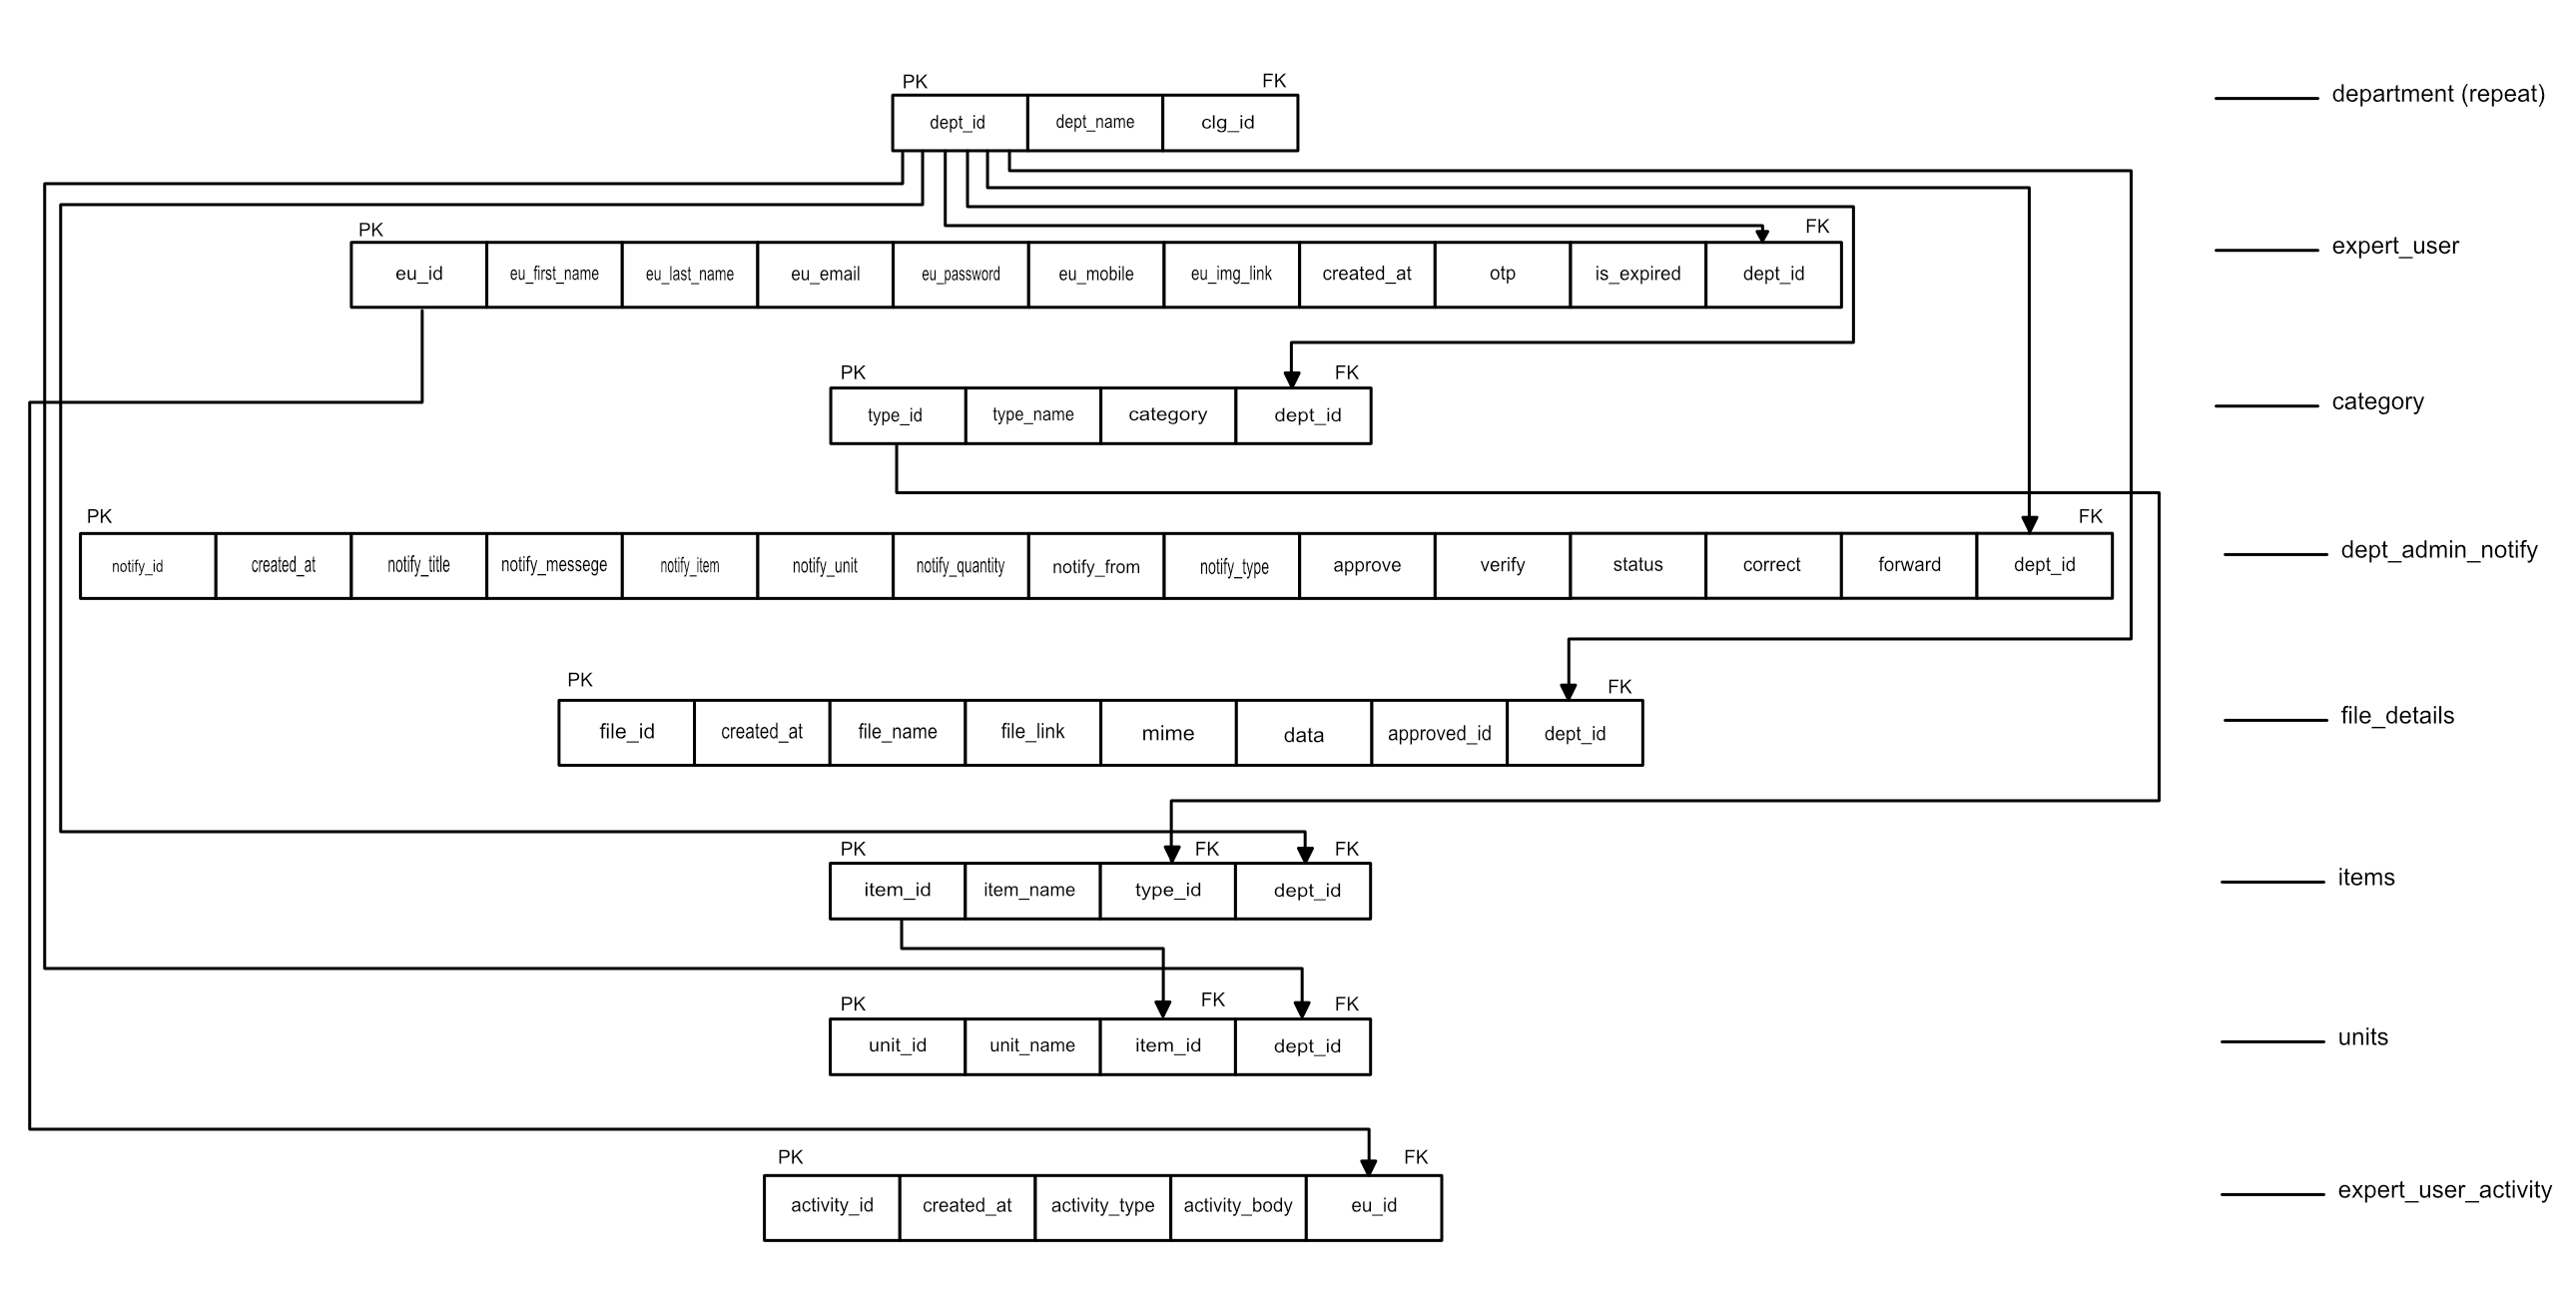 PK FK
dept_id dept_name clg_id
department (repeat)
PK FK
eu_id eu_first_name eu_last_name eu_email eu_password eu_mobile eu_img_link created_at otp is_expired dept_id
expert_user
PK FK
type_id type_name category dept_id
category
PK FK
notify_id created_at notify_title notify_messege notify_item notify_unit notify_quantity notify_from notify_type approve verify status correct forward dept_id
dept_admin_notify
PK FK
file_id created_at file_name file_link mime data approved_id dept_id
file_details
PK FK FK
item_id item_name type_id dept_id
items
PK FK FK
unit_id unit_name item_id dept_id
units
PK FK
activity_id created_at activity_type activity_body eu_id
expert_user_activity